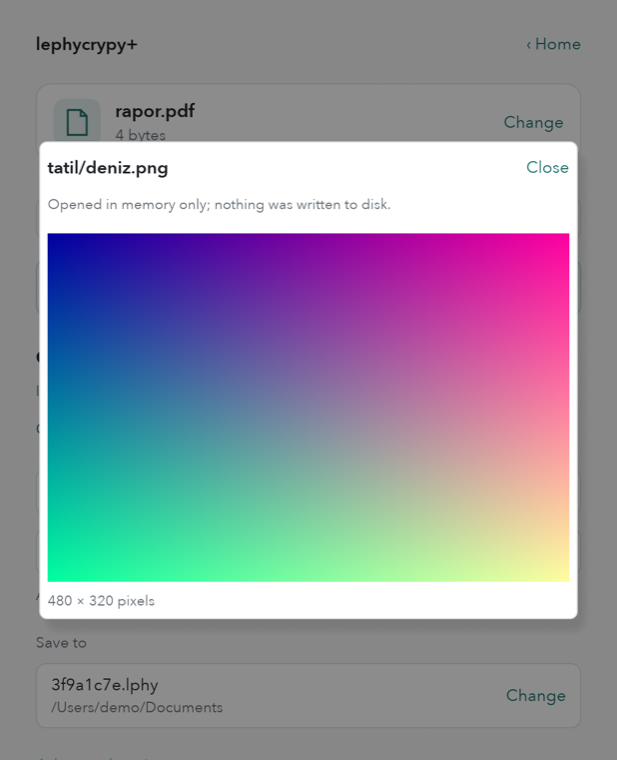 lephycrypy+
‹ Home
rapor.pdf
4 bytes
Change
tatil/deniz.png
Close
Opened in memory only; nothing was written to disk.
480 × 320 pixels
Save to
3f9a1c7e.lphy
/Users/demo/Documents
Change